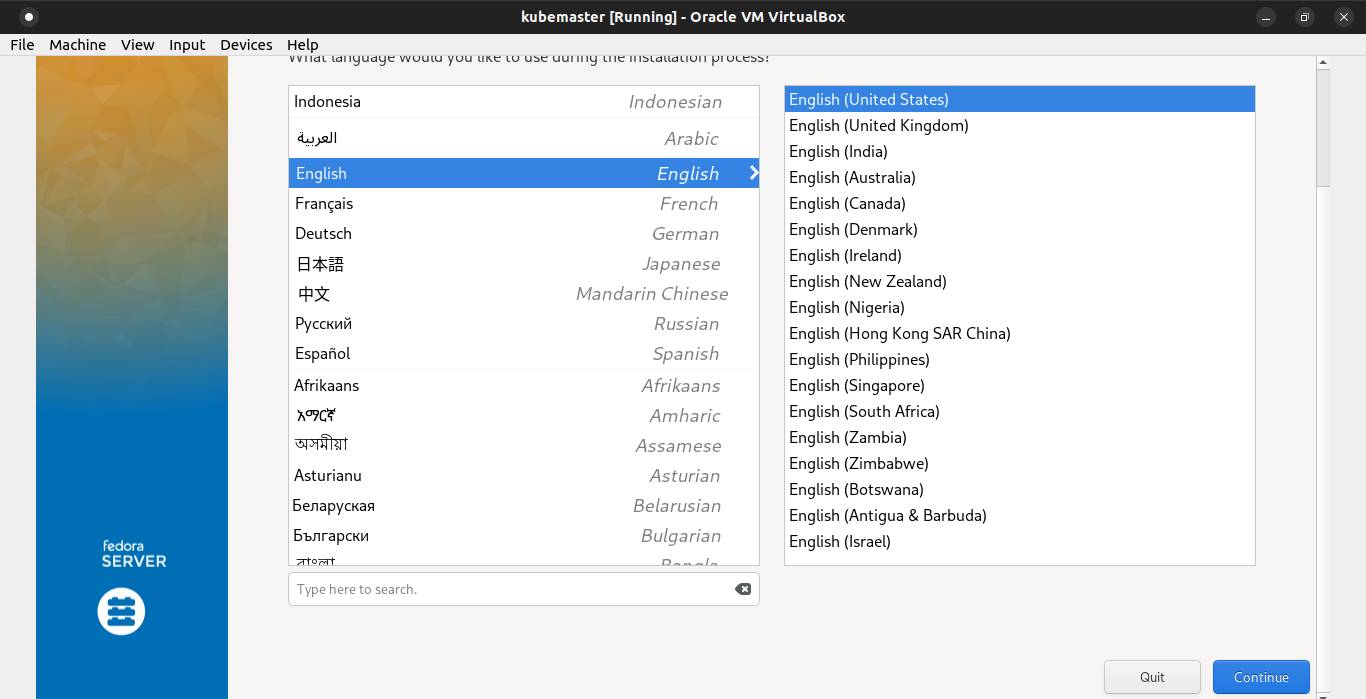 kubemaster [Running] - Oracle VM VirtualBox
File Machine View Input Devices Help
What language would you like to use during the installation process?
Indonesia Indonesian
العربية Arabic
English English
Français French
Deutsch German
日本語 Japanese
中文 Mandarin Chinese
Русский Russian
Español Spanish
Afrikaans Afrikaans
አማርኛ Amharic
অসমীয়া Assamese
Asturianu Asturian
Беларуская Belarusian
Български Bulgarian
বাংলা Bangla
Type here to search.
English (United States)
English (United Kingdom)
English (India)
English (Australia)
English (Canada)
English (Denmark)
English (Ireland)
English (New Zealand)
English (Nigeria)
English (Hong Kong SAR China)
English (Philippines)
English (Singapore)
English (South Africa)
English (Zambia)
English (Zimbabwe)
English (Botswana)
English (Antigua & Barbuda)
English (Israel)
fedora
SERVER
Quit Continue